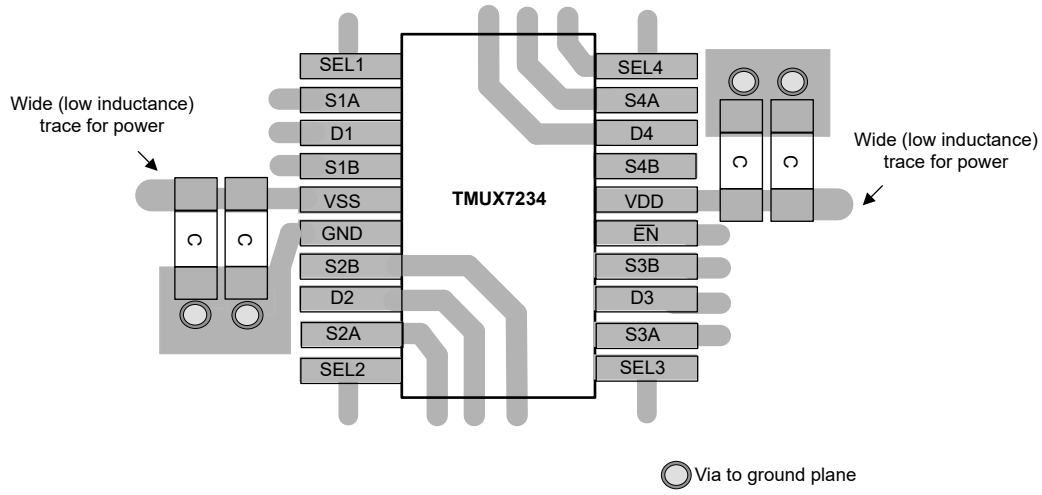 SEL1
SEL4
S1A
S4A
Wide (low inductance)
trace for power
D1
D4
Wide (low inductance)
trace for power
S1B
S4B
C
C
VSS
TMUX7234
VDD
GND
EN
C
C
S2B
S3B
D2
D3
S2A
S3A
SEL2
SEL3
Via to ground plane